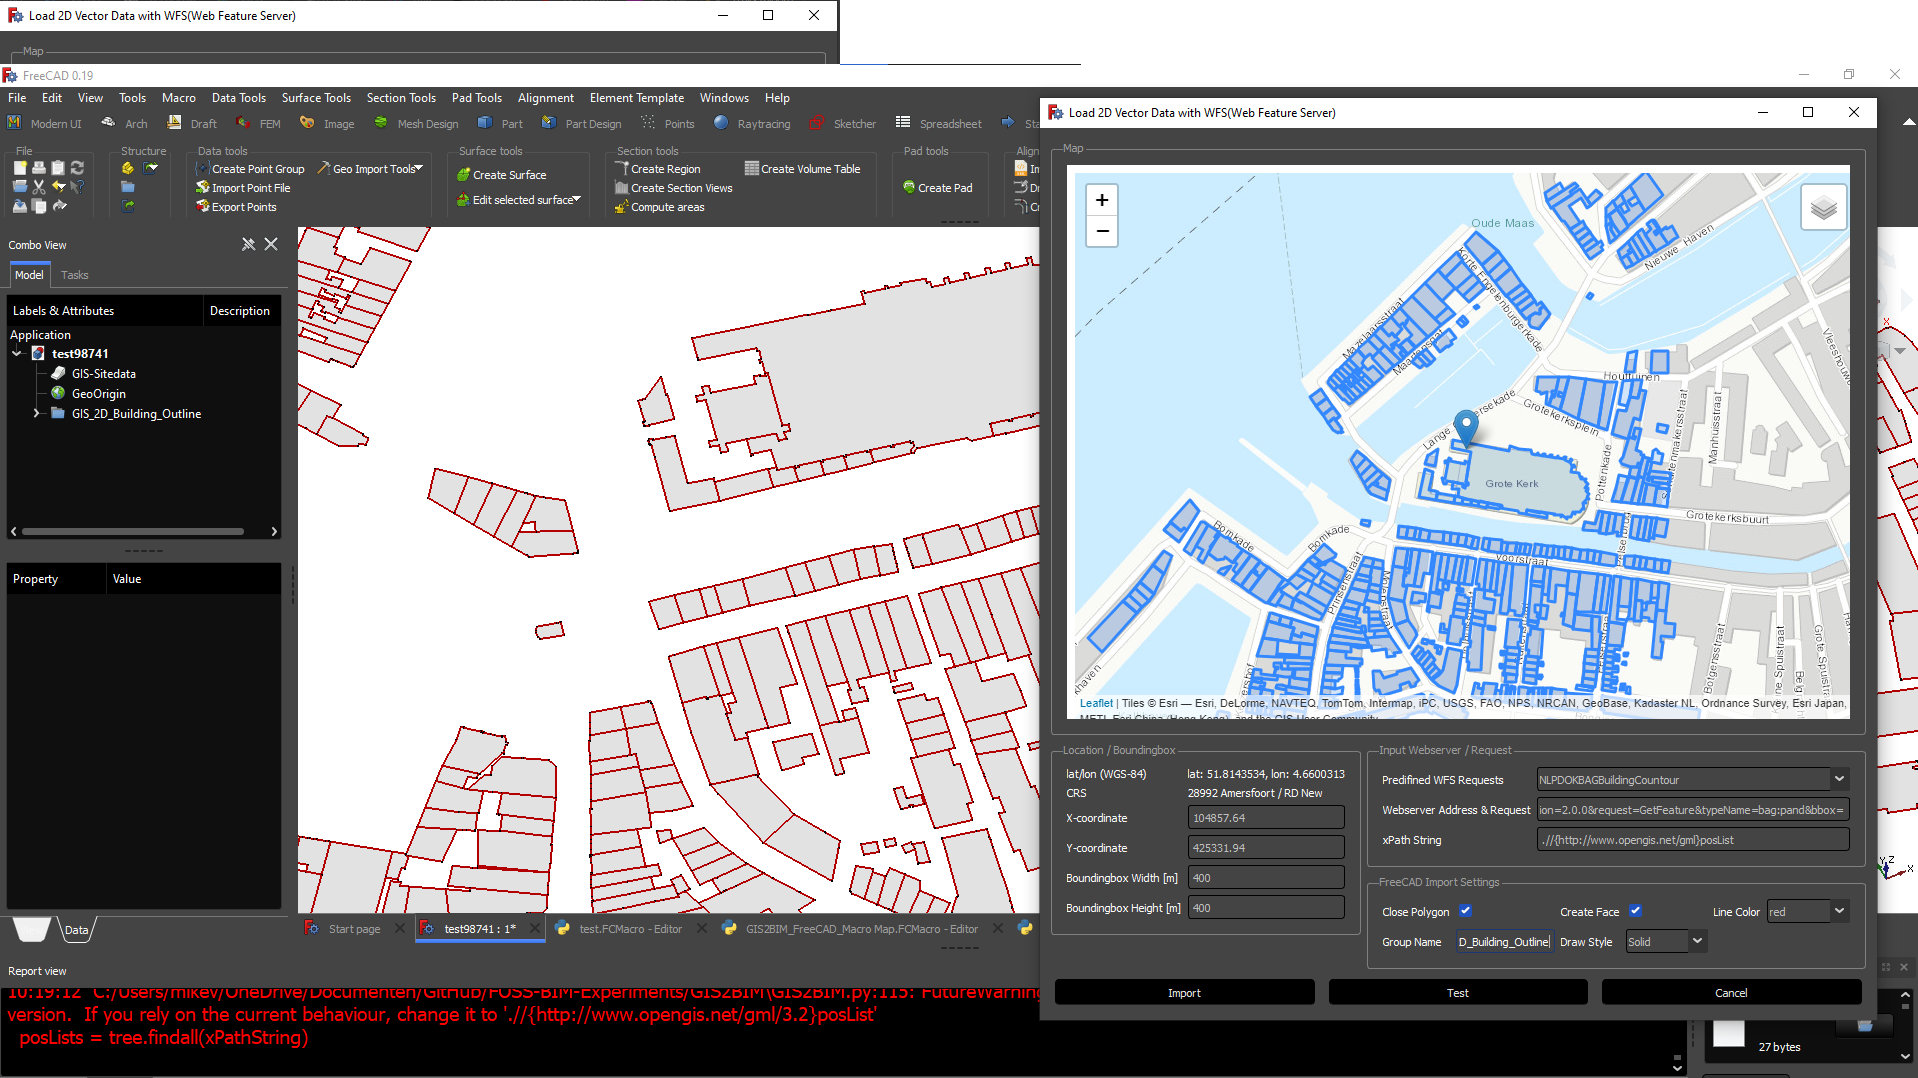 Load 2D Vector Data with WFS(Web Feature Server)
Map
FreeCAD 0.19
File Edit View Tools Macro Data Tools Surface Tools Section Tools Pad Tools Alignment Element Template Windows Help
Modern UI Arch Draft FEM Image Mesh Design Part Part Design Points Raytracing Sketcher Spreadsheet
File
Structure
Data tools
Create Point Group
Geo Import Tools
Import Point File
Export Points
Surface tools
Create Surface
Edit selected surface
Section tools
Create Region
Create Volume Table
Create Section Views
Compute areas
Pad tools
Create Pad
Combo View
Model Tasks
Labels & Attributes Description
Application
test98741
GIS-Sitedata
GeoOrigin
GIS_2D_Building_Outline
Property Value
Data
Start page
test98741 : 1*
test.FCMacro - Editor
GIS2BIM_FreeCAD_Macro Map.FCMacro - Editor
Report view
10:19:12 C:/Users/mikev/OneDrive/Documenten/GitHub/FOSS-BIM-Experiments/GIS2BIM\GIS2BIM.py:115: FutureWarning
version. If you rely on the current behaviour, change it to './/{http://www.opengis.net/gml/3.2}posList'
posLists = tree.findall(xPathString)
27 bytes
Load 2D Vector Data with WFS(Web Feature Server)
Map
+
−
Oude Maas
Nieuwe Haven
Korte Engelenburgerkade
Mazelaarsstraat
Houttuinen
Grotekerksplein
Lange
Pottenkade
Manhuisstraat
Vleeshouwersstraat
Grote Kerk
Grotekerksbuurt
Bomkade
Bomkade
Voorstraat
Prinsenstraat
Molenstraat
Borgersstraat
Grote Spuistraat
Leaflet | Tiles © Esri — Esri, DeLorme, NAVTEQ, TomTom, Intermap, iPC, USGS, FAO, NPS, NRCAN, GeoBase, Kadaster NL, Ordnance Survey, Esri Japan,
METI, Esri China (Hong Kong), and the GIS User Community
Location / Boundingbox
lat/lon (WGS-84) lat: 51.8143534, lon: 4.6600313
CRS 28992 Amersfoort / RD New
X-coordinate 104857.64
Y-coordinate 425331.94
Boundingbox Width [m] 400
Boundingbox Height [m] 400
Input Webserver / Request
Predifined WFS Requests NLPDOKBAGBuildingCountour
Webserver Address & Request ion=2.0.0&request=GetFeature&typeName=bag:pand&bbox=
xPath String .//{http://www.opengis.net/gml}posList
FreeCAD Import Settings
Close Polygon Create Face Line Color red
Group Name D_Building_Outline Draw Style Solid
Import Test Cancel